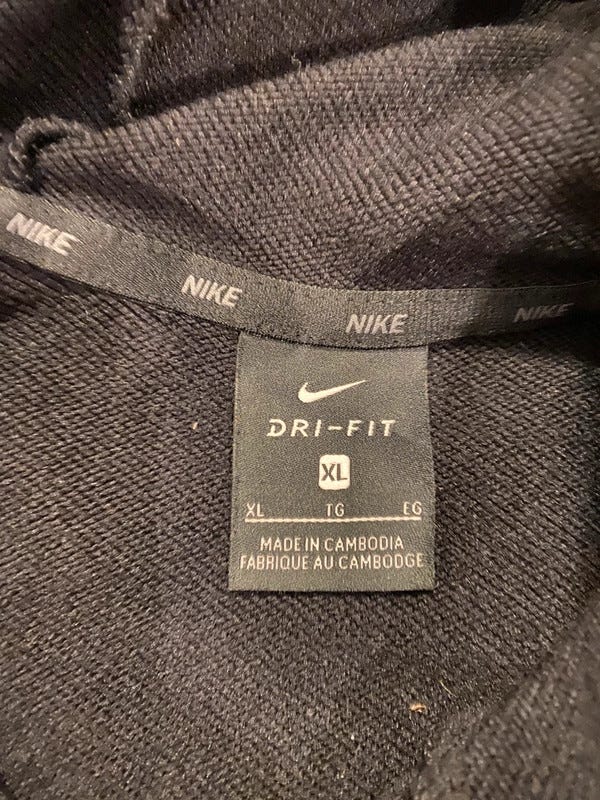 NIKE NIKE NIKE NIKE
DRI-FIT
XL
XL TG EG
MADE IN CAMBODIA
FABRIQUE AU CAMBODGE